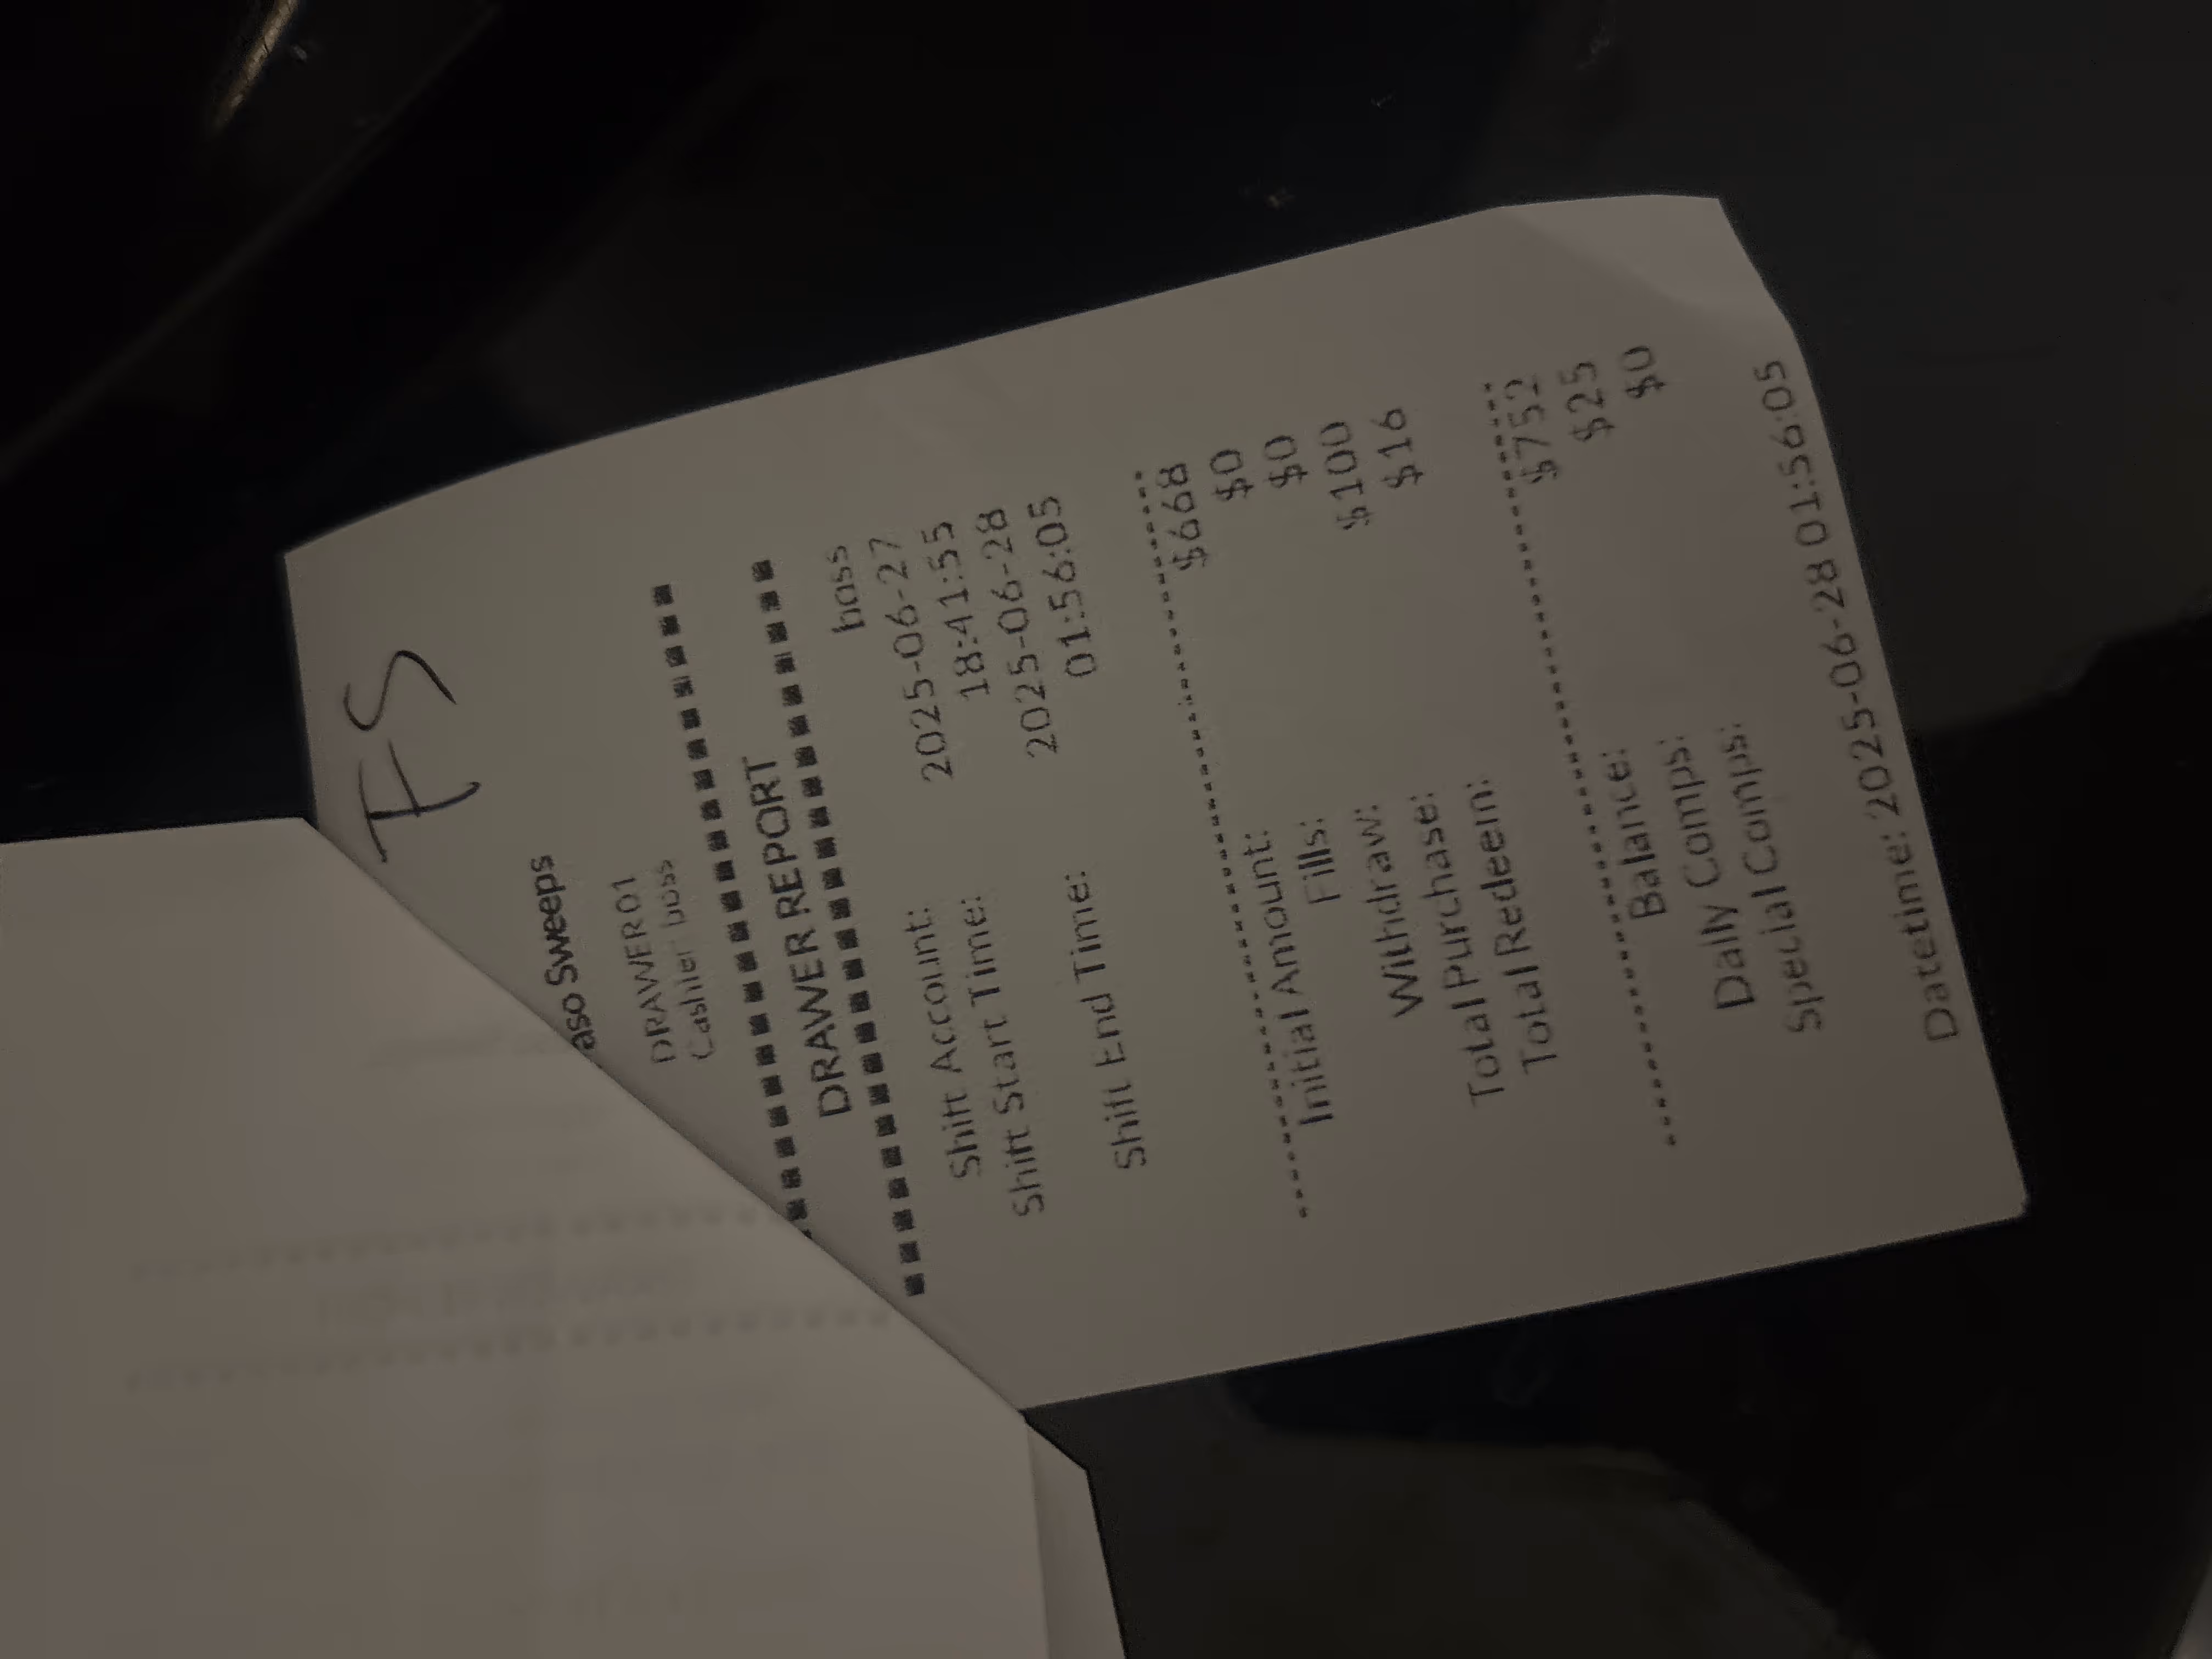 FS
aso Sweeps
DRAWER01
Cashier boss
DRAWER REPORT
Shift Account: boss
Shift Start Time: 2025-06-27
18:41:55
Shift End Time: 2025-06-28
01:56:05
Initial Amount: $668
Fills: $0
Withdraw: $0
Total Purchase: $100
Total Redeem: $16
Balance: $752
Daily Comps: $25
Special Comps: $0
Datetime: 2025-06-28 01:56:05